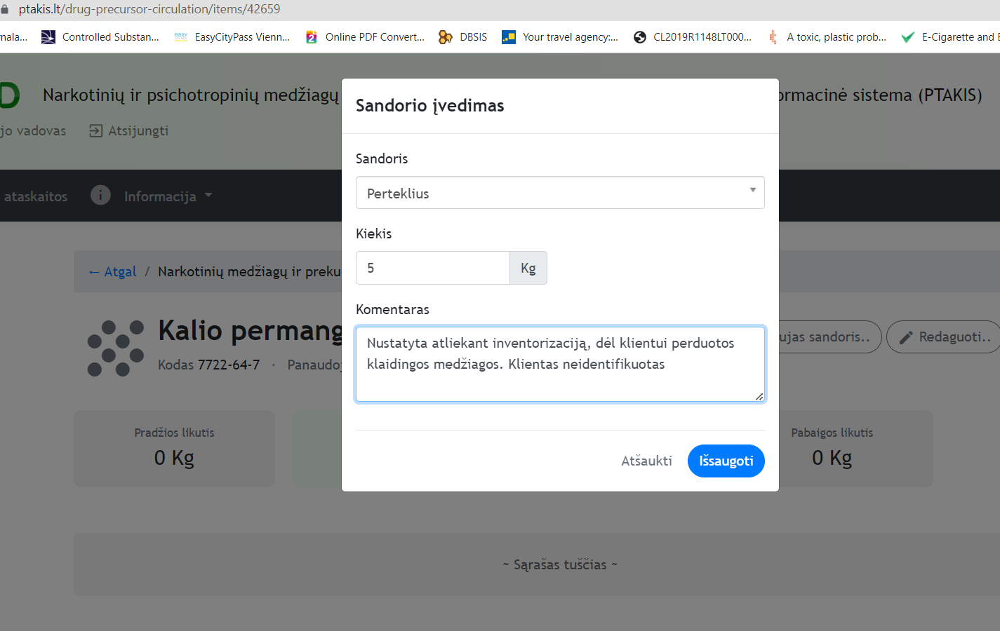 ptakis.lt/drug-precursor-circulation/items/42659
nala... Controlled Substan... EasyCityPass Vienn... Online PDF Convert... DBSIS Your travel agency:... CL2019R1148LT000... A toxic, plastic prob... E-Cigarette and
Narkotinių ir psichotropinių medžiagų
ormacinė sistema (PTAKIS)
jo vadovas Atsijungti
ataskaitos Informacija
← Atgal / Narkotinių medžiagų ir preku
Kalio permang
Kodas 7722-64-7 · Panaudoj
ujas sandoris.. Redaguoti..
Pradžios likutis
0 Kg
Pabaigos likutis
0 Kg
~ Sąrašas tuščias ~
Sandorio įvedimas
Sandoris
Perteklius
Kiekis
5 Kg
Komentaras
Nustatyta atliekant inventorizaciją, dėl klientui perduotos
klaidingos medžiagos. Klientas neidentifikuotas
Atšaukti Išsaugoti